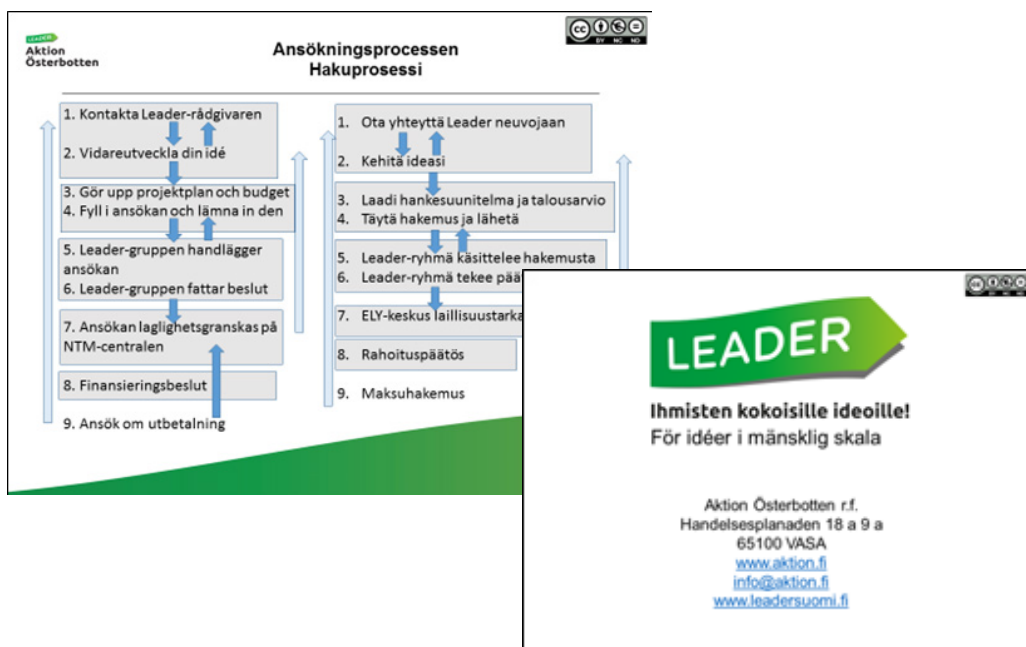 LEADER
Aktion
Österbotten
Ansökningsprocessen
Hakuprosessi
cc
BY NC ND
1. Kontakta Leader-rådgivaren
2. Vidareutveckla din idé
3. Gör upp projektplan och budget
4. Fyll i ansökan och lämna in den
5. Leader-gruppen handlägger
ansökan
6. Leader-gruppen fattar beslut
7. Ansökan laglighetsgranskas på
NTM-centralen
8. Finansieringsbeslut
9. Ansök om utbetalning
1. Ota yhteyttä Leader neuvojaan
2. Kehitä ideasi
3. Laadi hankesuunitelma ja talousarvio
4. Täytä hakemus ja lähetä
5. Leader-ryhmä käsittelee hakemusta
6. Leader-ryhmä tekee pää
7. ELY-keskus laillisuustarka
8. Rahoituspäätös
9. Maksuhakemus
LEADER
Ihmisten kokoisille ideoille!
För idéer i mänsklig skala
Aktion Österbotten r.f.
Handelsesplanaden 18 a 9 a
65100 VASA
www.aktion.fi
info@aktion.fi
www.leadersuomi.fi